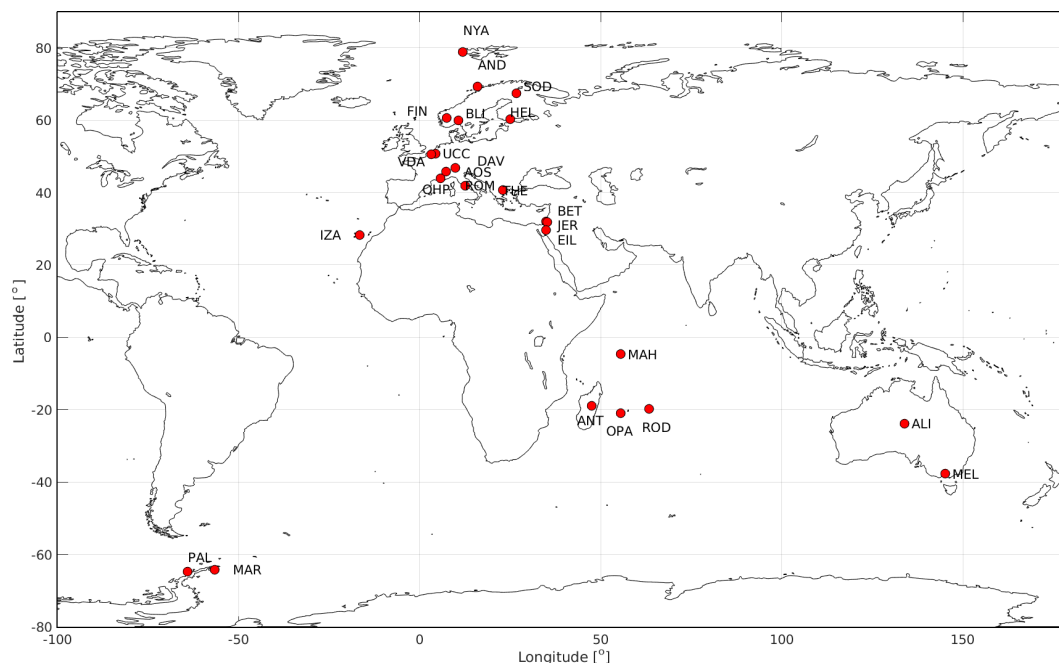 NYA
AND
SOD
FIN
BLI
HEL
VDA
UCC
DAV
AOS
OHP
ROM
THE
BET
JER
EIL
IZA
MAH
ANT
OPA
ROD
ALI
MEL
PAL
MAR
80
60
40
20
0
-20
-40
-60
-80
Latitude [°]
-100
-50
0
50
100
150
Longitude [°]